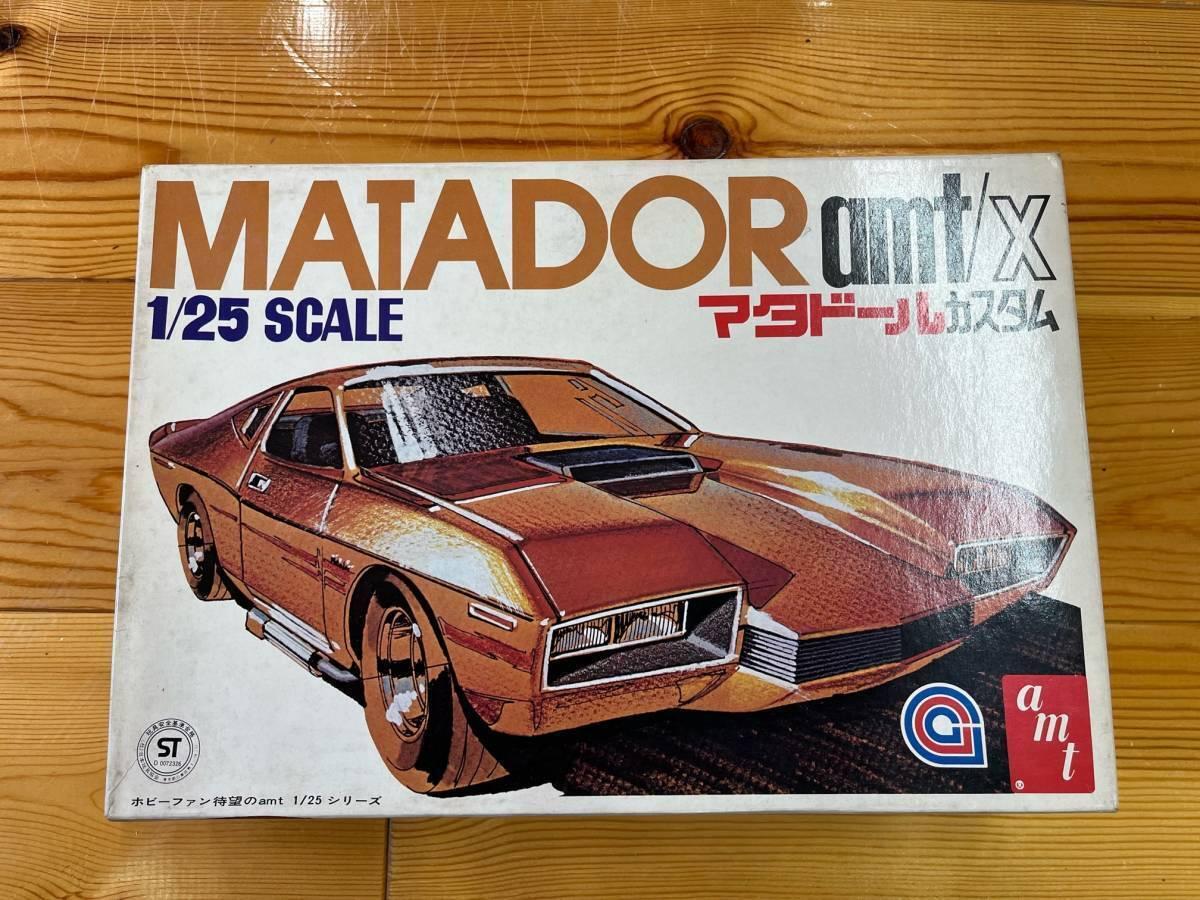 MATADOR amt/x
1/25 SCALE
マタドールカスタム
ST
D 0072326
ホビーファン待望のamt 1/25 シリーズ
amt
®